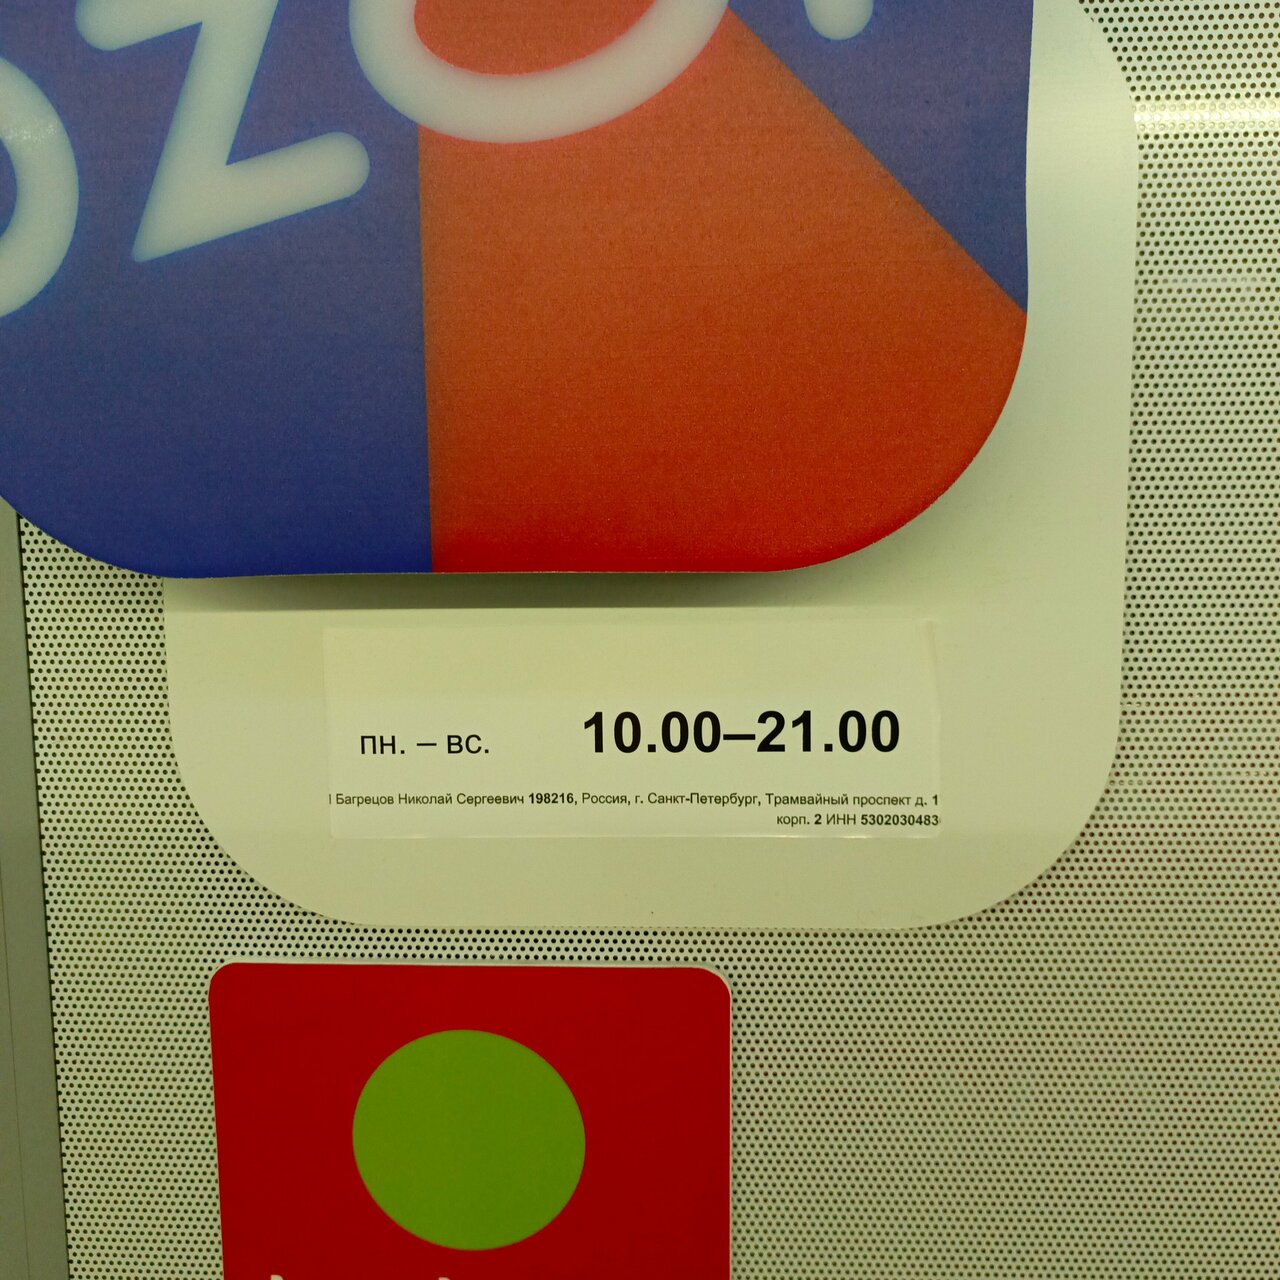 OZON
пн. – вс. 10.00–21.00
Багрецов Николай Сергеевич 198216, Россия, г. Санкт-Петербург, Трамвайный проспект д. 1
корп. 2 ИНН 5302030483